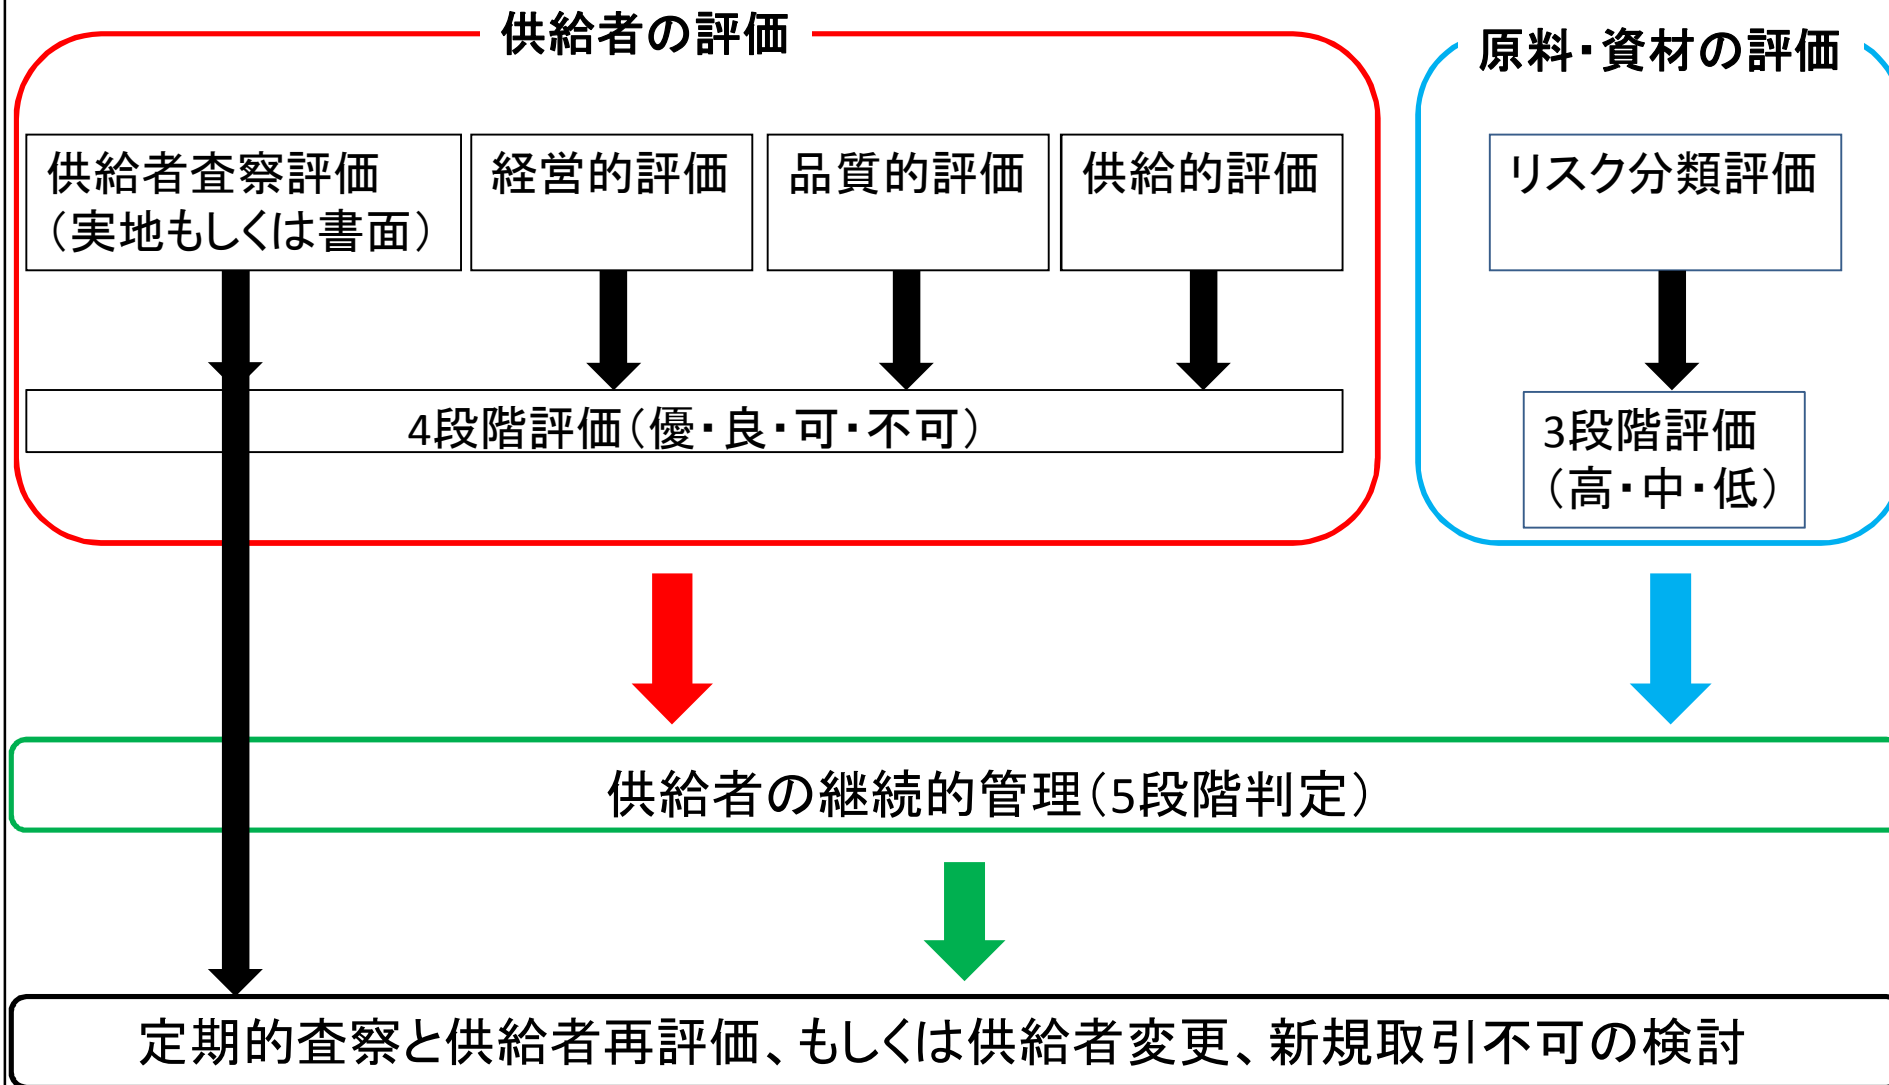 供給者の評価
原料・資材の評価
供給者査察評価
（実地もしくは書面）
経営的評価
品質的評価
供給的評価
リスク分類評価
4段階評価（優・良・可・不可）
3段階評価
（高・中・低）
供給者の継続的管理（5段階判定）
定期的査察と供給者再評価、もしくは供給者変更、新規取引不可の検討